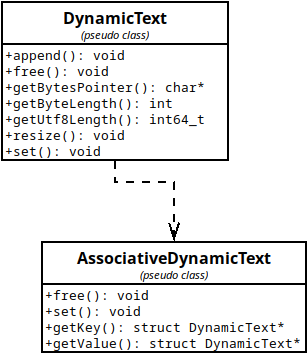 DynamicText
(pseudo class)
+append(): void
+free(): void
+getBytesPointer(): char*
+getByteLength(): int
+getUtf8Length(): int64_t
+resize(): void
+set(): void
AssociativeDynamicText
(pseudo class)
+free(): void
+set(): void
+getKey(): struct DynamicText*
+getValue(): struct DynamicText*